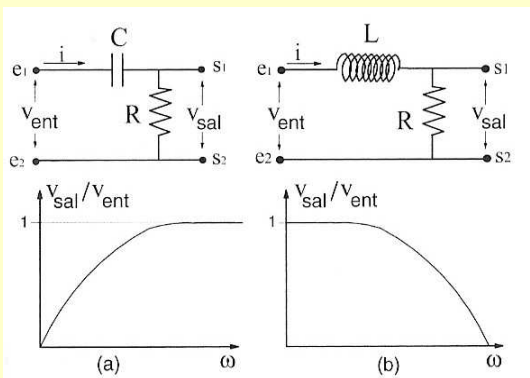 C
i
e1
s1
vent
R
vsal
e2
s2
L
i
e1
s1
vent
R
vsal
e2
s2
vsal/vent
1
(a)
ω
vsal/vent
1
(b)
ω